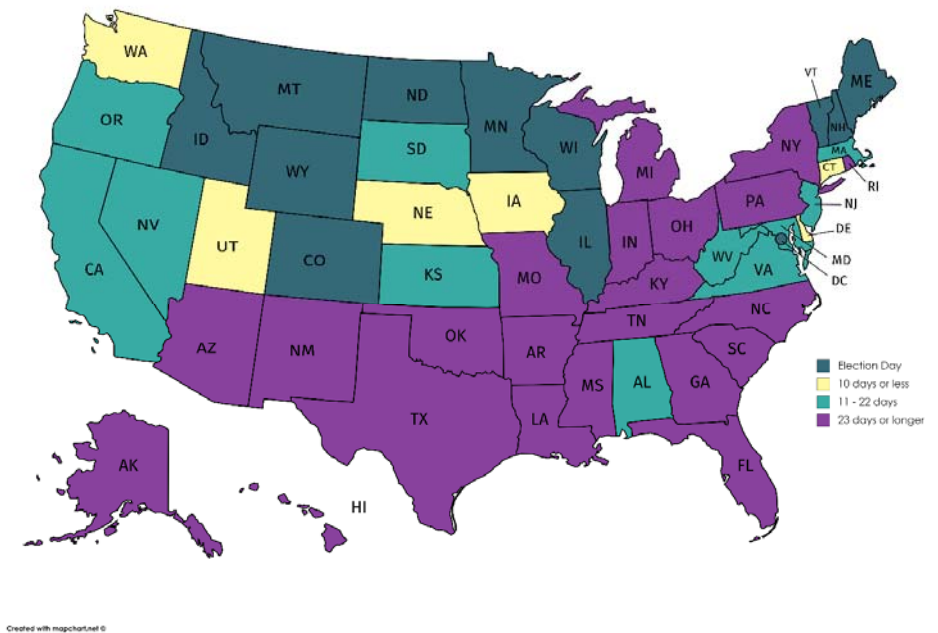 WA
VT
ME
MT
ND
OR
MN
NH
ID
NY
MA
SD
WI
CT
WY
MI
RI
PA
NJ
IA
NE
OH
DE
NV
UT
IL
IN
CO
WV
MD
CA
KS
VA
DC
MO
KY
NC
TN
OK
AZ
NM
AR
SC
Election Day
MS
AL
GA
10 days or less
11 - 22 days
TX
LA
23 days or longer
AK
FL
HI
Created with mapchart.net ©